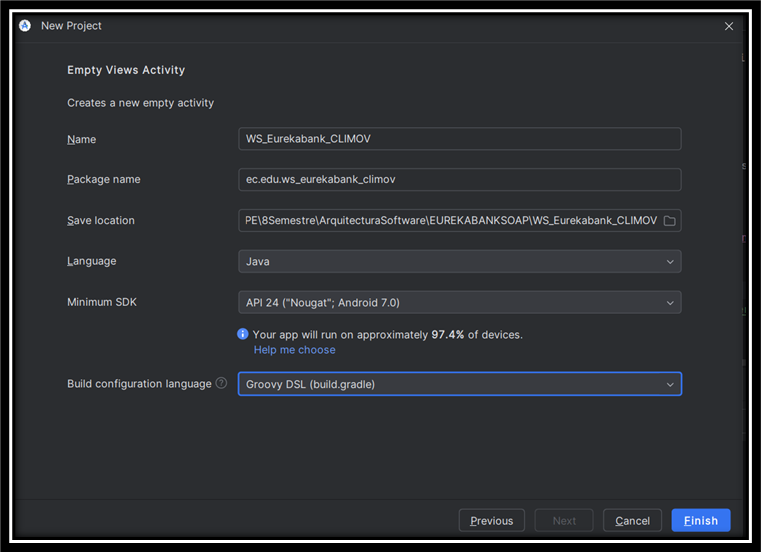 New Project
Empty Views Activity
Creates a new empty activity
Name WS_Eurekabank_CLIMOV
Package name ec.edu.ws_eurekabank_climov
Save location PE\8Semestre\ArquitecturaSoftware\EUREKABANKSOAP\WS_Eurekabank_CLIMOV
Language Java
Minimum SDK API 24 ("Nougat"; Android 7.0)
Your app will run on approximately 97.4% of devices.
Help me choose
Build configuration language Groovy DSL (build.gradle)
Previous Next Cancel Finish